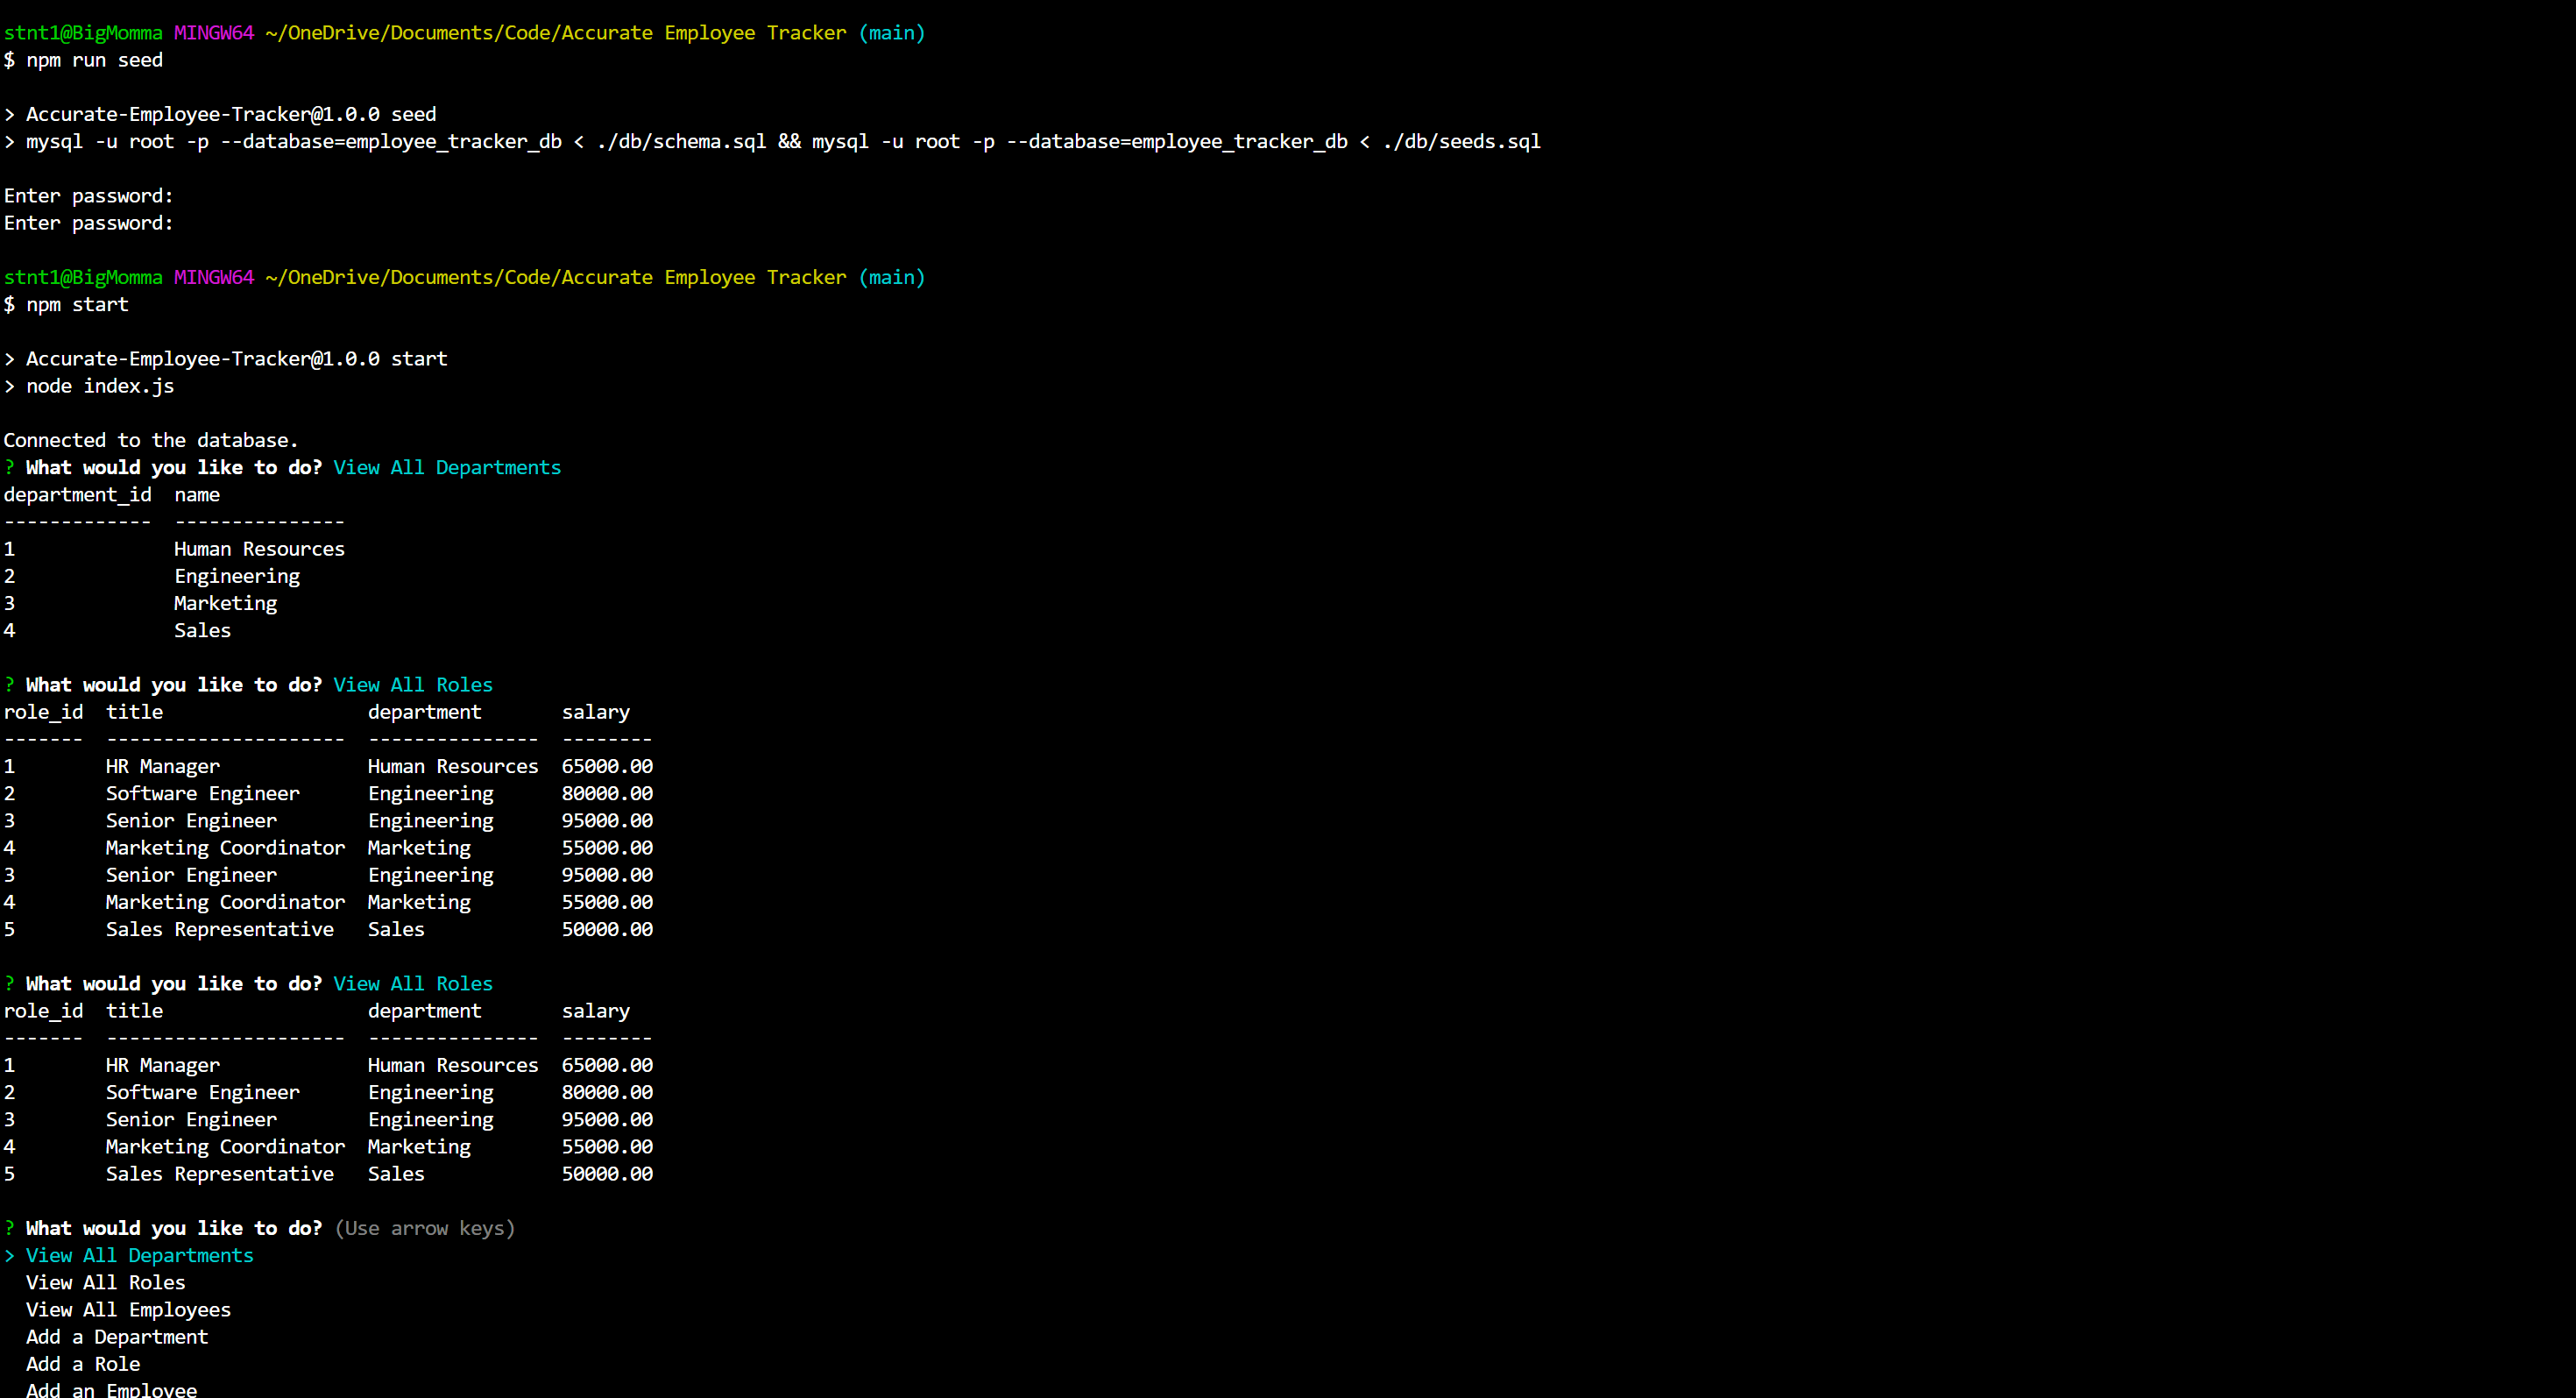 stnt1@BigMomma MINGW64 ~/OneDrive/Documents/Code/Accurate Employee Tracker (main)
$ npm run seed
> Accurate-Employee-Tracker@1.0.0 seed
> mysql -u root -p --database=employee_tracker_db < ./db/schema.sql && mysql -u root -p --database=employee_tracker_db < ./db/seeds.sql
Enter password:
Enter password:
stnt1@BigMomma MINGW64 ~/OneDrive/Documents/Code/Accurate Employee Tracker (main)
$ npm start
> Accurate-Employee-Tracker@1.0.0 start
> node index.js
Connected to the database.
? What would you like to do? View All Departments
department_id  name
-------------  ---------------
1              Human Resources
2              Engineering
3              Marketing
4              Sales
? What would you like to do? View All Roles
role_id  title                  department       salary
-------  ---------------------  ---------------  --------
1        HR Manager             Human Resources  65000.00
2        Software Engineer      Engineering      80000.00
3        Senior Engineer        Engineering      95000.00
4        Marketing Coordinator  Marketing        55000.00
3        Senior Engineer        Engineering      95000.00
4        Marketing Coordinator  Marketing        55000.00
5        Sales Representative   Sales            50000.00
? What would you like to do? View All Roles
role_id  title                  department       salary
-------  ---------------------  ---------------  --------
1        HR Manager             Human Resources  65000.00
2        Software Engineer      Engineering      80000.00
3        Senior Engineer        Engineering      95000.00
4        Marketing Coordinator  Marketing        55000.00
5        Sales Representative   Sales            50000.00
? What would you like to do? (Use arrow keys)
> View All Departments
  View All Roles
  View All Employees
  Add a Department
  Add a Role
  Add an Employee